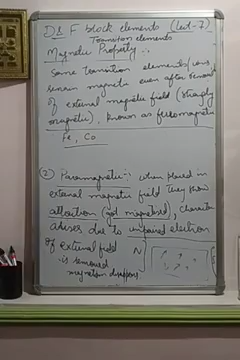 D & F block elements (Lect-7)
Transition elements
Magnetic Property :-
Some transition elements/ions
remain magnetic even after removal
of external magnetic field (strongly
magnetic), known as ferromagnetic
Fe, Co
(2) Paramagnetic :- when placed in
external magnetic field they show
attraction (get magnetised), character
arises due to unpaired electron
If external field
is removed
magnetism disappears
N
S